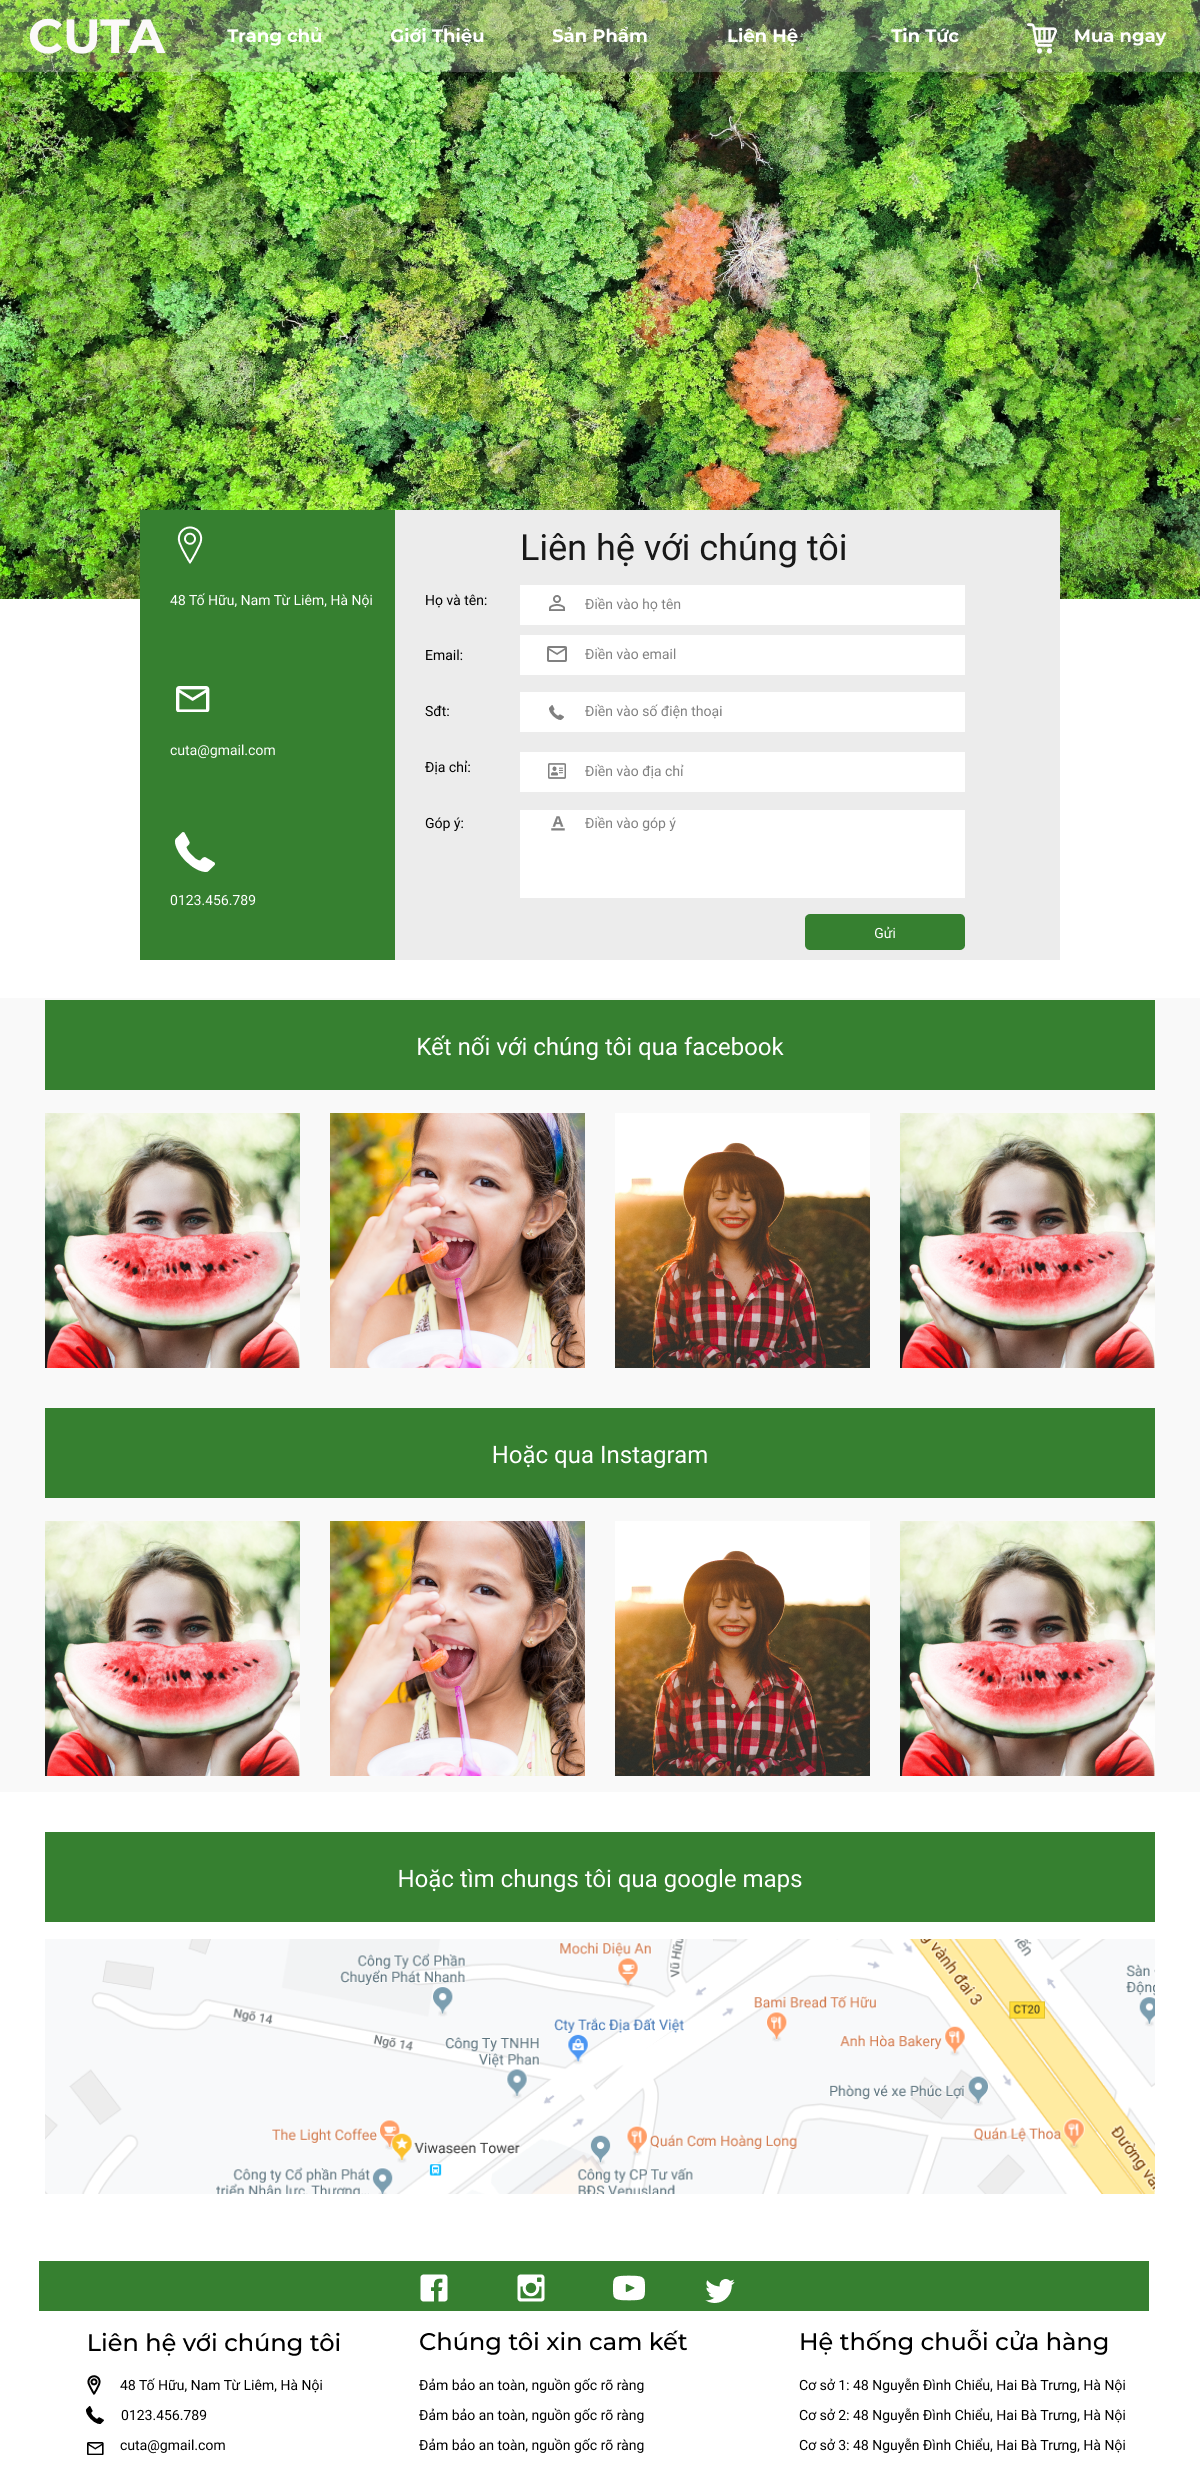 CUTA
Trang chủ
Giới Thiệu
Sản Phẩm
Liên Hệ
Tin Tức
Mua ngay
48 Tố Hữu, Nam Từ Liêm, Hà Nội
cuta@gmail.com
0123.456.789
Liên hệ với chúng tôi
Họ và tên:
Điền vào họ tên
Email:
Điền vào email
Sđt:
Điền vào số điện thoại
Địa chỉ:
Điền vào địa chỉ
Góp ý:
Điền vào góp ý
Gửi
Kết nối với chúng tôi qua facebook
Hoặc qua Instagram
Hoặc tìm chungs tôi qua google maps
Công Ty Cổ Phần
Chuyển Phát Nhanh
Mochi Diệu An
Vũ Hữu
Ngõ 14
Ngõ 14
Công Ty TNHH
Việt Phan
Cty Trắc Địa Đất Việt
Bami Bread Tố Hữu
Anh Hòa Bakery
Phòng vé xe Phúc Lợi
vành đai 3
CT20
Sàn
Động
The Light Coffee
Viwaseen Tower
Quán Cơm Hoàng Long
Quán Lệ Thoa
Công ty Cổ phần Phát
triển Nhân lực, Thương
Công ty CP Tư vấn
BĐS Venusland
Đường
Liên hệ với chúng tôi
48 Tố Hữu, Nam Từ Liêm, Hà Nội
0123.456.789
cuta@gmail.com
Chúng tôi xin cam kết
Đảm bảo an toàn, nguồn gốc rõ ràng
Đảm bảo an toàn, nguồn gốc rõ ràng
Đảm bảo an toàn, nguồn gốc rõ ràng
Hệ thống chuỗi cửa hàng
Cơ sở 1: 48 Nguyễn Đình Chiểu, Hai Bà Trưng, Hà Nội
Cơ sở 2: 48 Nguyễn Đình Chiểu, Hai Bà Trưng, Hà Nội
Cơ sở 3: 48 Nguyễn Đình Chiểu, Hai Bà Trưng, Hà Nội